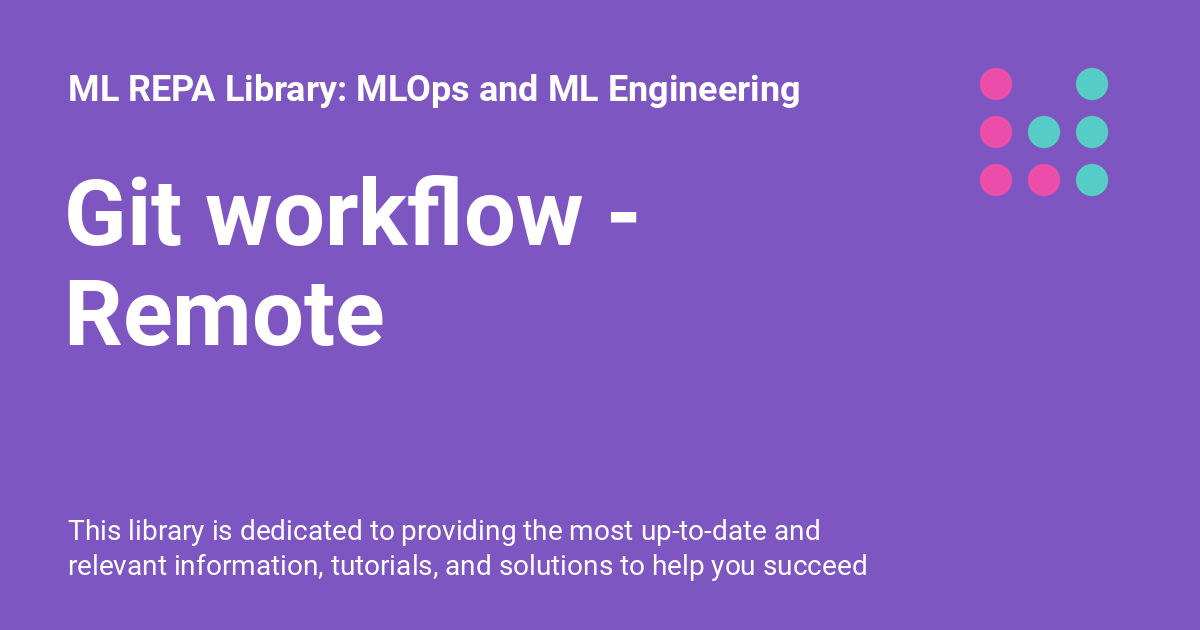 ML REPA Library: MLOps and ML Engineering
Git workflow -
Remote
This library is dedicated to providing the most up-to-date and
relevant information, tutorials, and solutions to help you succeed